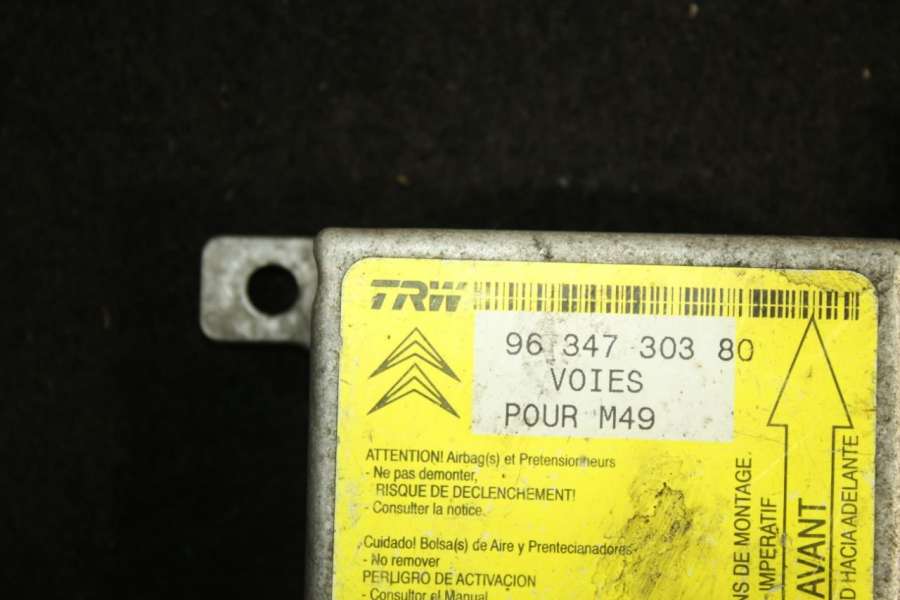 TRW
96 347 303 80
VOIES
POUR M49
ATTENTION! Airbag(s) et Pretensionneurs
- Ne pas demonter,
RISQUE DE DECLENCHEMENT!
- Consulter la notice.
Cuidado! Bolsa(s) de Aire y Prentecianadores-
- No remover
PERLIGRO DE ACTIVACION
- Consultor el Manual
NS DE MONTAGE.
IMPERATIF
AVANT
D HACIA ADELANTE